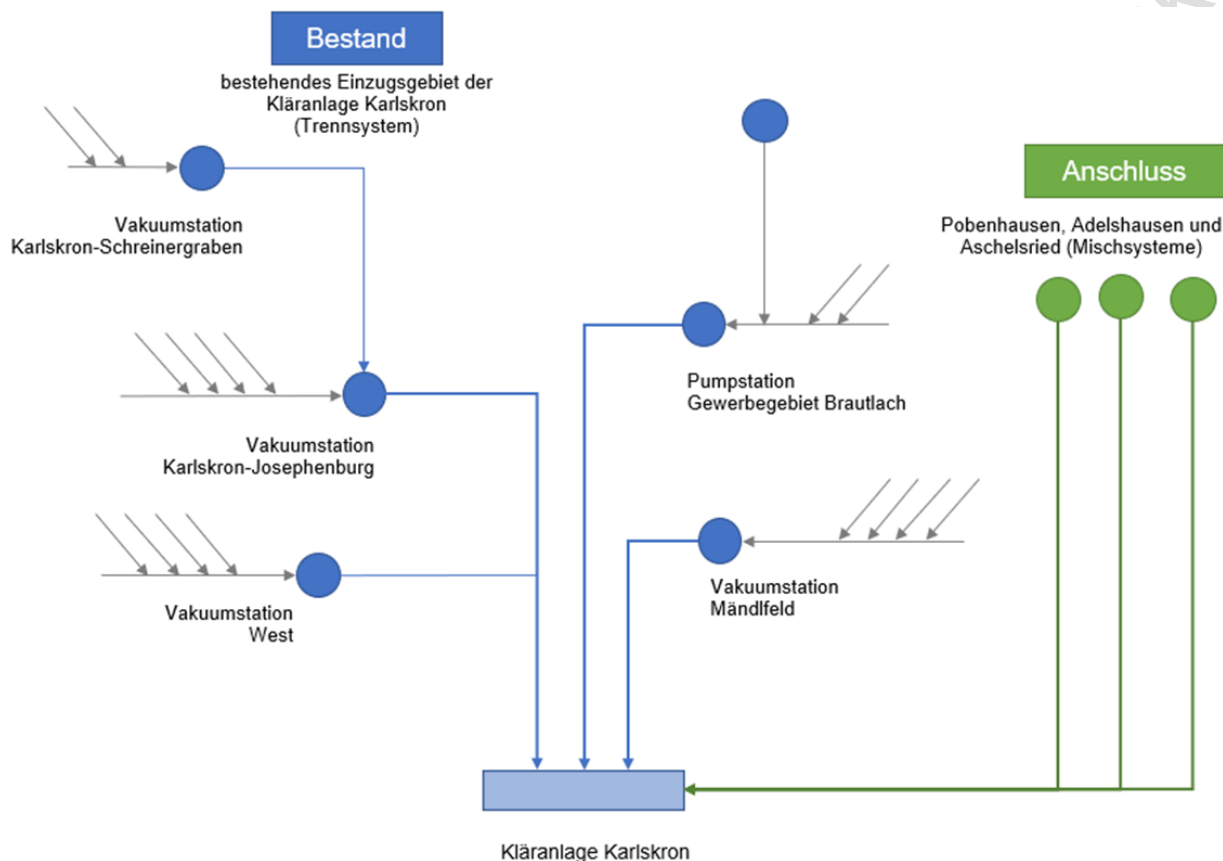 Bestand
bestehendes Einzugsgebiet der
Kläranlage Karlskron
(Trennsystem)
Anschluss
Pobenhausen, Adelshausen und
Aschelsried (Mischsysteme)
Vakuumstation
Karlskron-Schreinergraben
Pumpstation
Gewerbegebiet Brautlach
Vakuumstation
Karlskron-Josephenburg
Vakuumstation
West
Vakuumstation
Mändlfeld
Kläranlage Karlskron